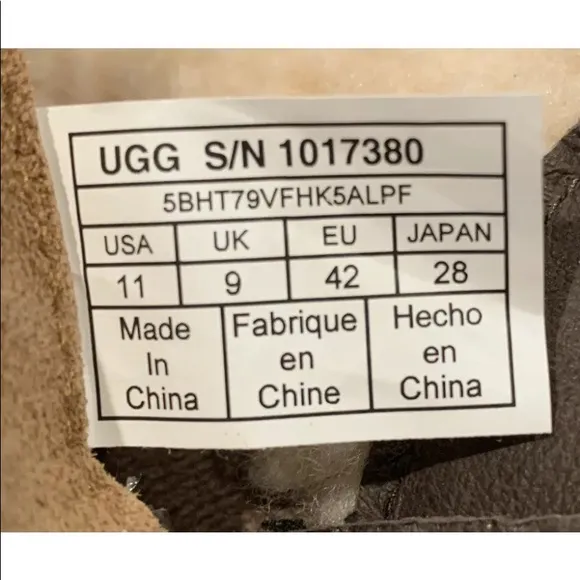 UGG S/N 1017380
5BHT79VFHK5ALPF
USA UK EU JAPAN
11 9 42 28
Made Fabrique Hecho
In en en
China Chine China